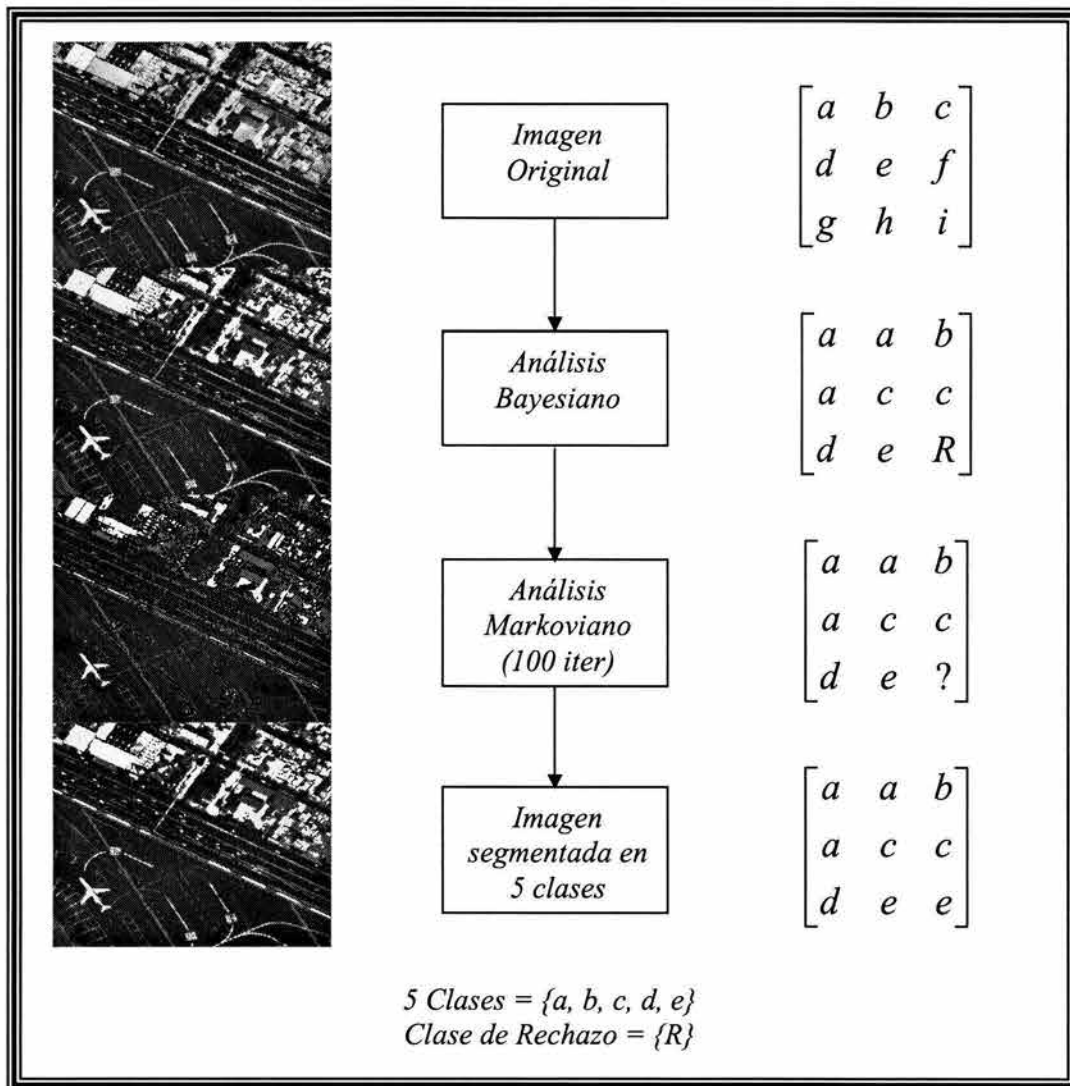 Imagen
Original
a b c
d e f
g h i
Análisis
Bayesiano
a a b
a c c
d e R
Análisis
Markoviano
(100 iter)
a a b
a c c
d e ?
Imagen
segmentada en
5 clases
a a b
a c c
d e e
5 Clases = {a, b, c, d, e}
Clase de Rechazo = {R}